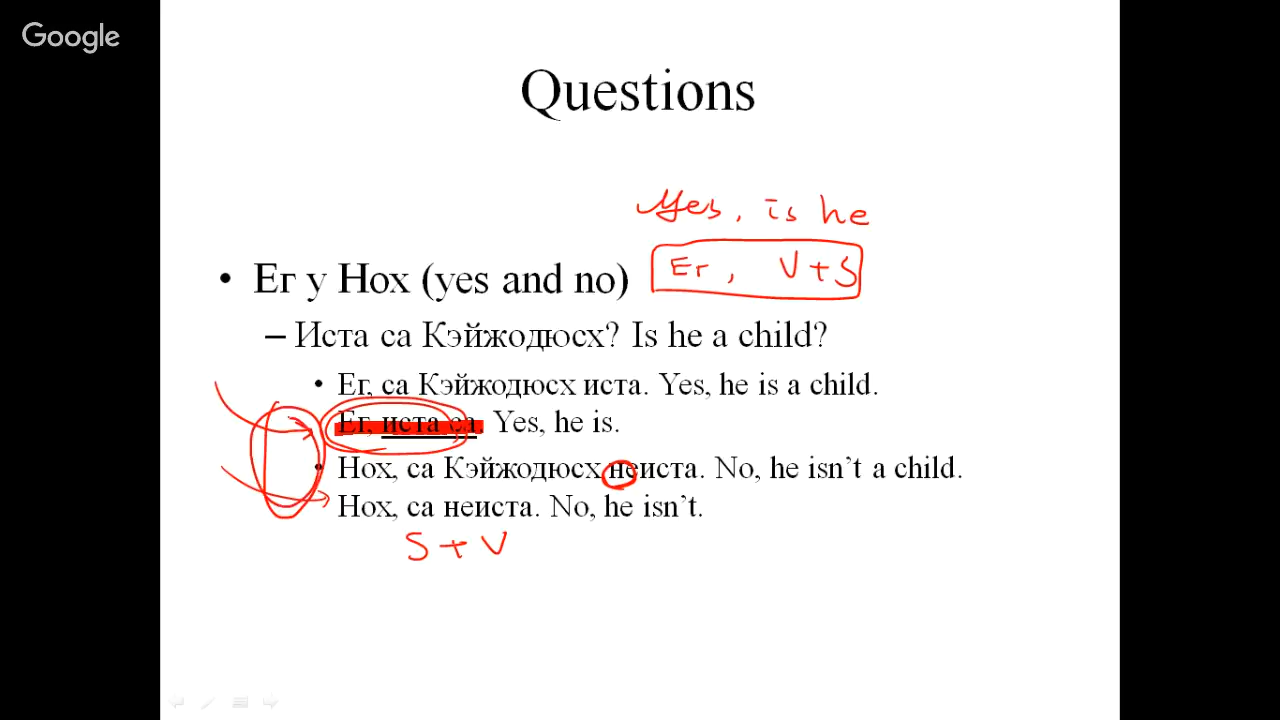 Google
Questions
Yes, is he
Ег у Нох (yes and no)
Ег, V + S
– Иста са Кэйжодюсх? Is he a child?
• Ег, са Кэйжодюсх иста. Yes, he is a child.
Ег, иста са. Yes, he is.
• Нох, са Кэйжодюсх неиста. No, he isn’t a child.
Нох, са неиста. No, he isn’t.
S + V